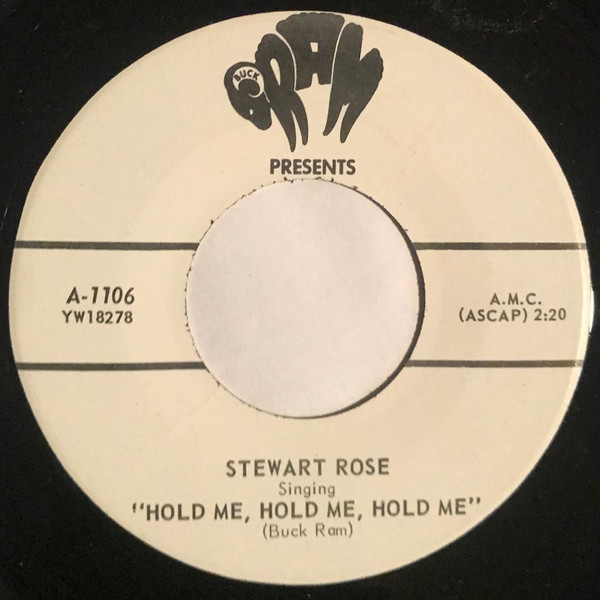 BUCK
RAM
PRESENTS
A-1106
YW18278
A.M.C.
(ASCAP) 2:20
STEWART ROSE
Singing
"HOLD ME, HOLD ME, HOLD ME"
(Buck Ram)